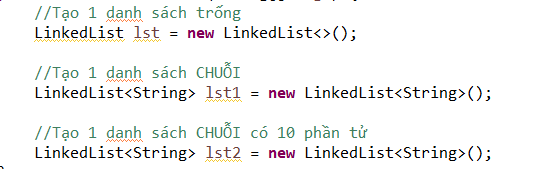 //Tạo 1 danh sách trống
LinkedList lst = new LinkedList<>();
//Tạo 1 danh sách CHUỖI
LinkedList<String> lst1 = new LinkedList<String>();
//Tạo 1 danh sách CHUỖI có 10 phần tử
LinkedList<String> lst2 = new LinkedList<String>();